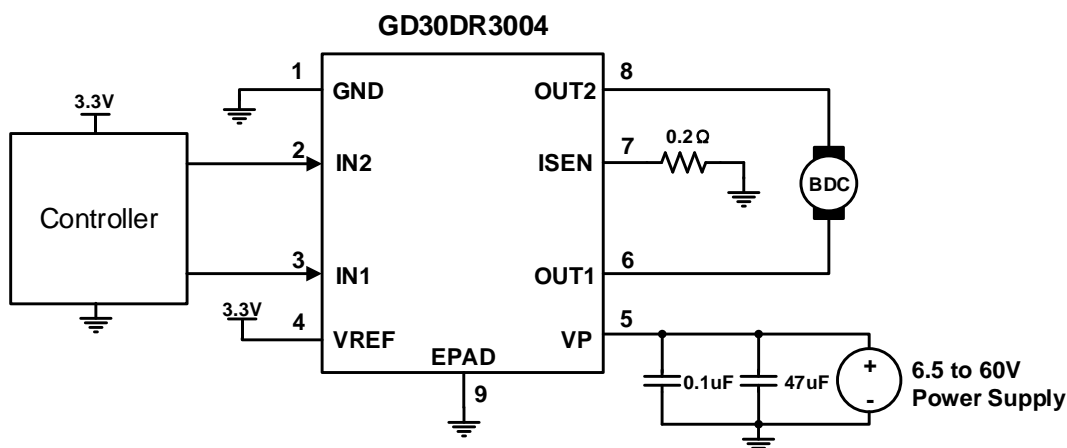 GD30DR3004
1
GND
OUT2
8
3.3V
2
IN2
ISEN
7
0.2Ω
BDC
Controller
3
IN1
OUT1
6
3.3V
4
VREF
VP
5
EPAD
9
0.1uF
47uF
+
-
6.5 to 60V
Power Supply